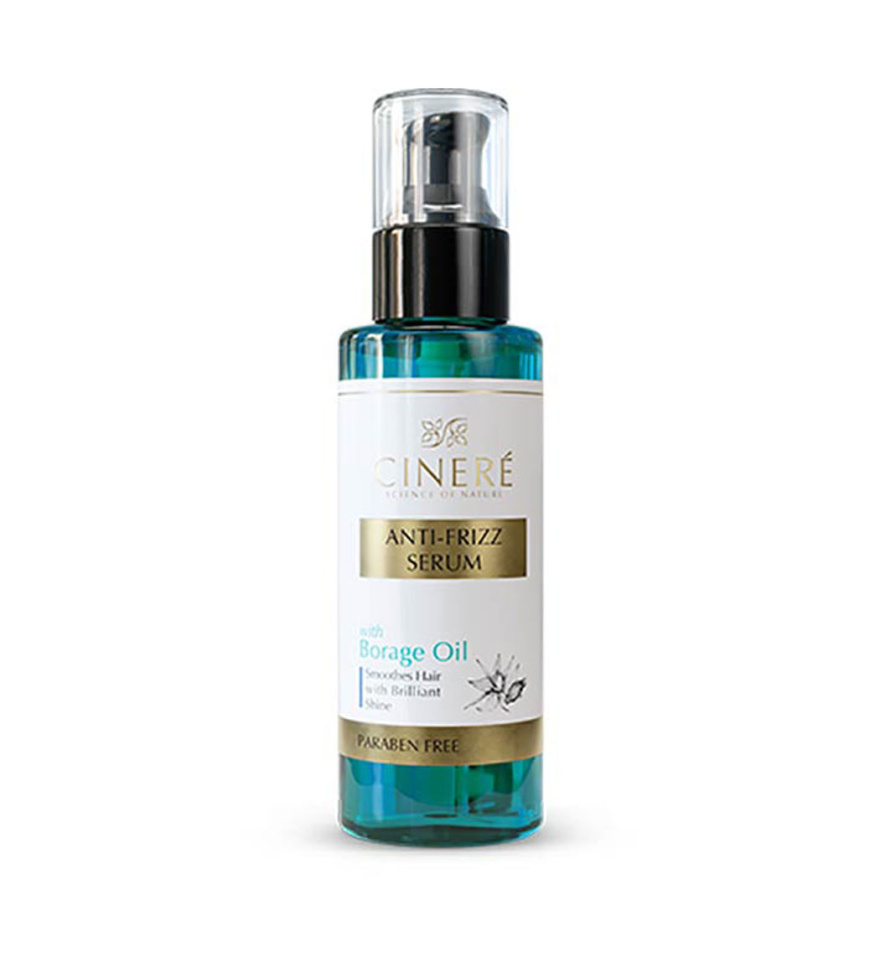 CINERÉ
SCIENCE OF NATURE
ANTI-FRIZZ
SERUM
with
Borage Oil
Smoothes Hair
with Brilliant
Shine
PARABEN FREE